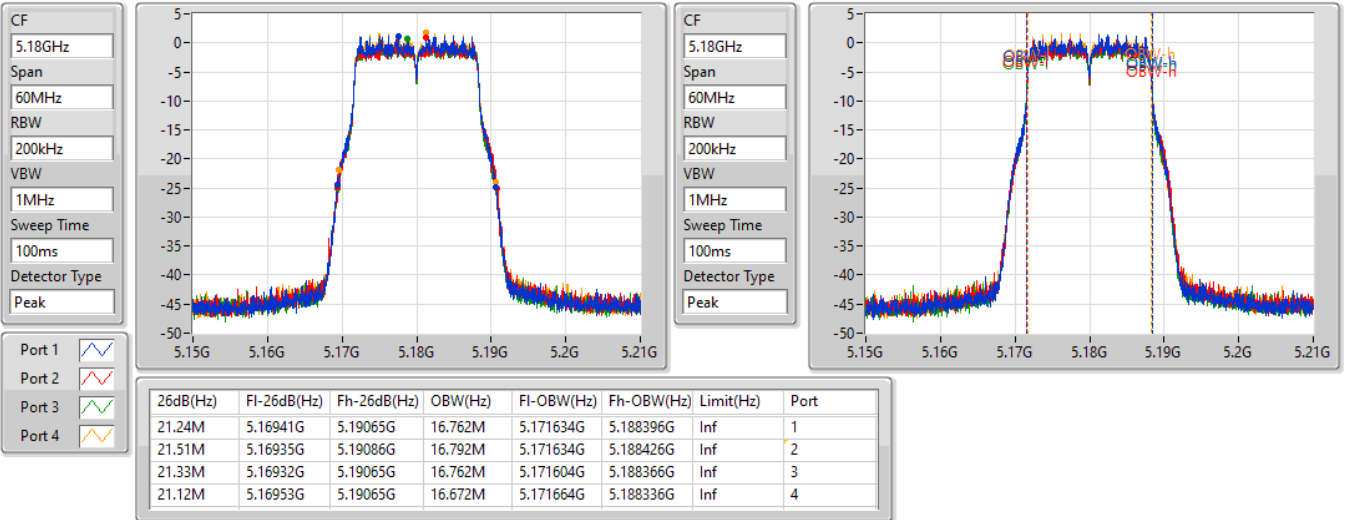 CF
5.18GHz
Span
60MHz
RBW
200kHz
VBW
1MHz
Sweep Time
100ms
Detector Type
Peak
5
0
-5
-10
-15
-20
-25
-30
-35
-40
-45
-50
5.15G 5.16G 5.17G 5.18G 5.19G 5.2G 5.21G
CF
5.18GHz
Span
60MHz
RBW
200kHz
VBW
1MHz
Sweep Time
100ms
Detector Type
Peak
5
0
-5
-10
-15
-20
-25
-30
-35
-40
-45
-50
OBW-h
OBW-h
OBW-h
5.15G 5.16G 5.17G 5.18G 5.19G 5.2G 5.21G
Port 1
Port 2
Port 3
Port 4
26dB(Hz) Fl-26dB(Hz) Fh-26dB(Hz) OBW(Hz) Fl-OBW(Hz) Fh-OBW(Hz) Limit(Hz) Port
21.24M 5.16941G 5.19065G 16.762M 5.171634G 5.188396G Inf 1
21.51M 5.16935G 5.19086G 16.792M 5.171634G 5.188426G Inf 2
21.33M 5.16932G 5.19065G 16.762M 5.171604G 5.188366G Inf 3
21.12M 5.16953G 5.19065G 16.672M 5.171664G 5.188336G Inf 4